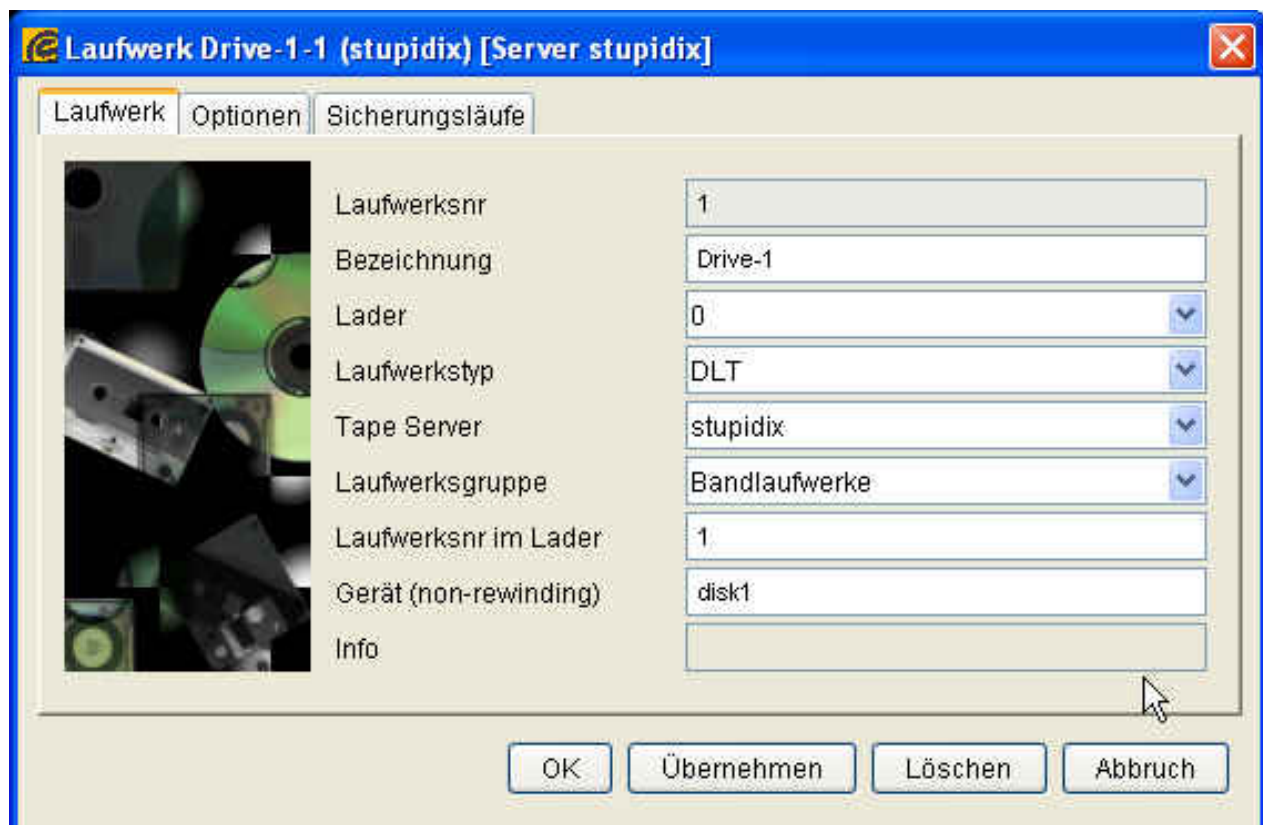 Laufwerk Drive-1-1 (stupidix) [Server stupidix]
Laufwerk Optionen Sicherungsläufe
Laufwerksnr 1
Bezeichnung Drive-1
Lader 0
Laufwerkstyp DLT
Tape Server stupidix
Laufwerksgruppe Bandlaufwerke
Laufwerksnr im Lader 1
Gerät (non-rewinding) disk1
Info
OK Übernehmen Löschen Abbruch